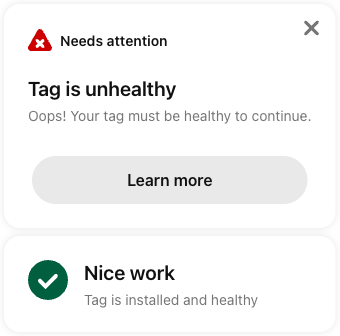 Needs attention
Tag is unhealthy
Oops! Your tag must be healthy to continue.
Learn more
Nice work
Tag is installed and healthy